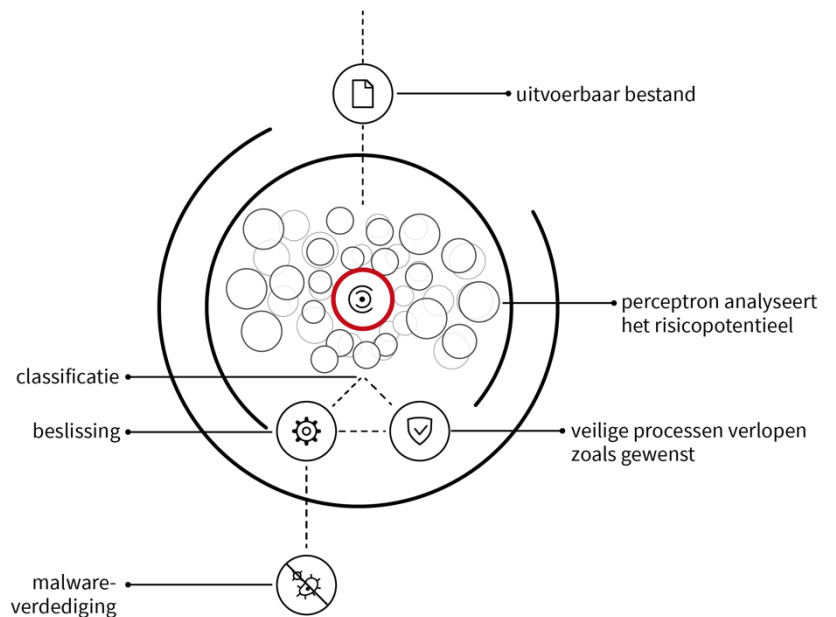 uitvoerbaar bestand
perceptron analyseert
het risicopotentieel
classificatie
beslissing
veilige processen verlopen
zoals gewenst
malware-
verdediging